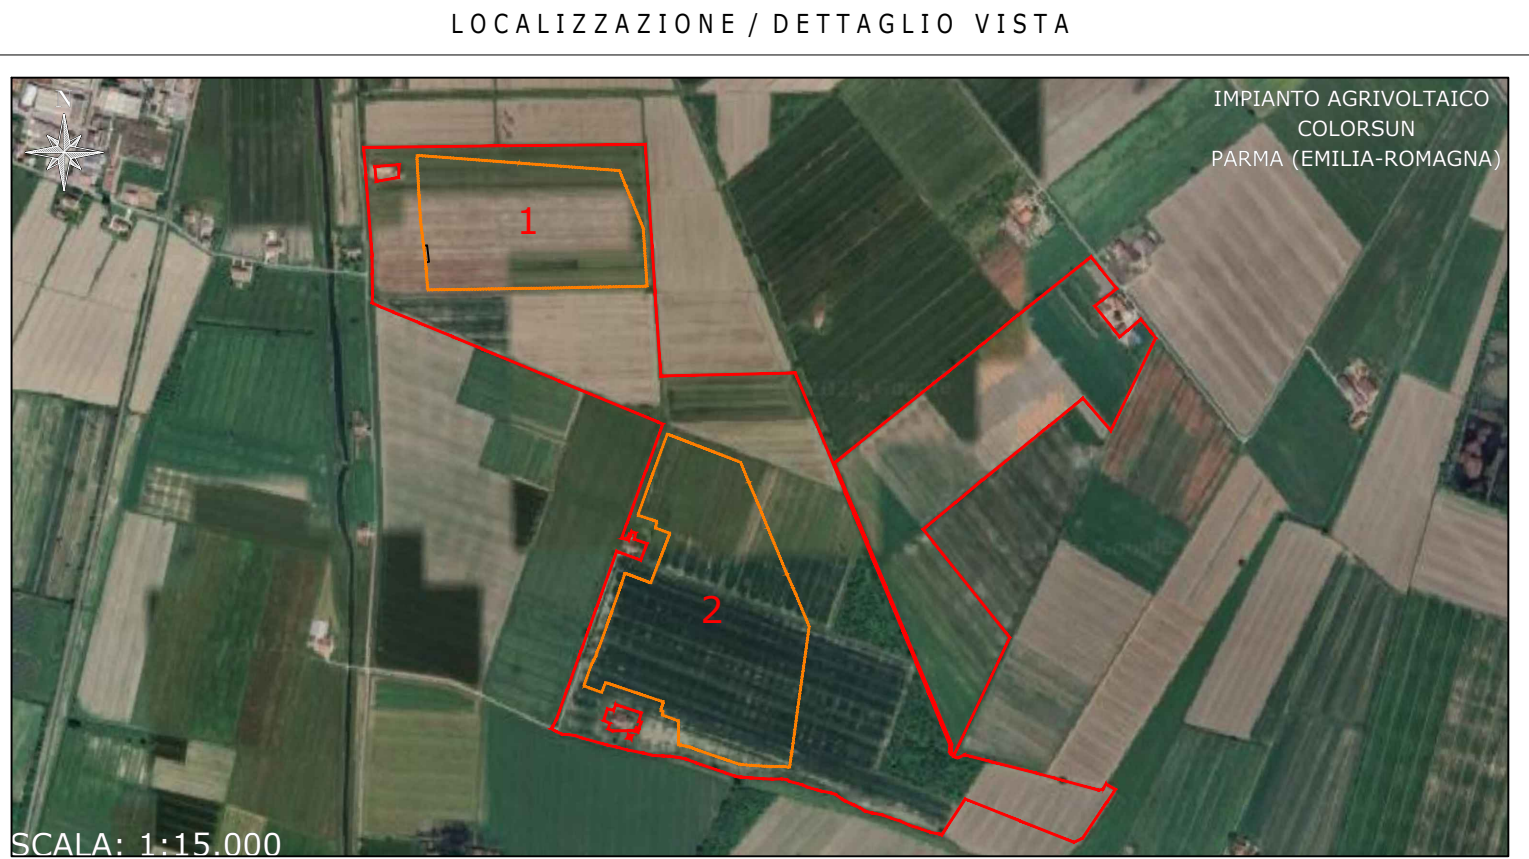 LOCALIZZAZIONE / DETTAGLIO VISTA
N
IMPIANTO AGRIVOLTAICO
COLORSUN
PARMA (EMILIA-ROMAGNA)
1
2
SCALA: 1:15.000